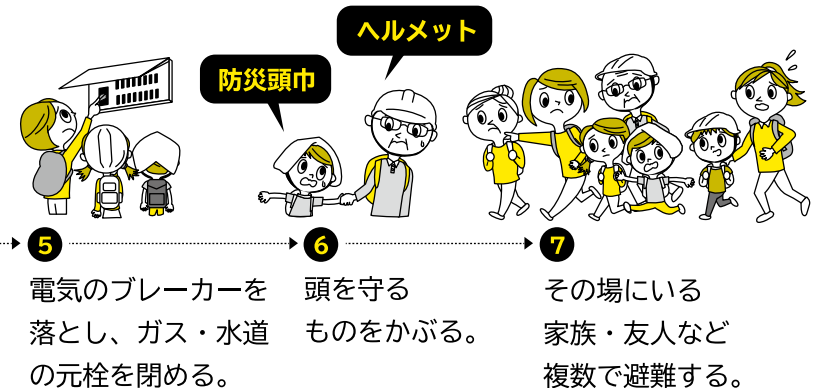 ヘルメット
防災頭巾
5
電気のブレーカーを
落とし、ガス・水道
の元栓を閉める。
6
頭を守る
ものをかぶる。
7
その場にいる
家族・友人など
複数で避難する。